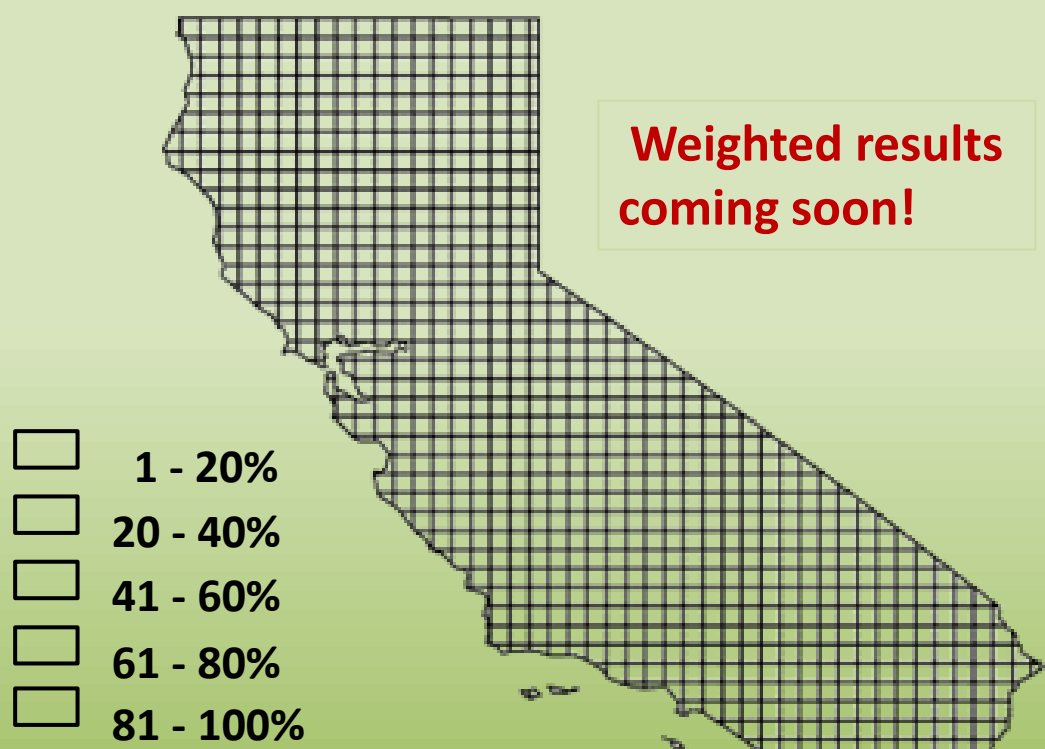 Weighted results
coming soon!
1 - 20%
20 - 40%
41 - 60%
61 - 80%
81 - 100%